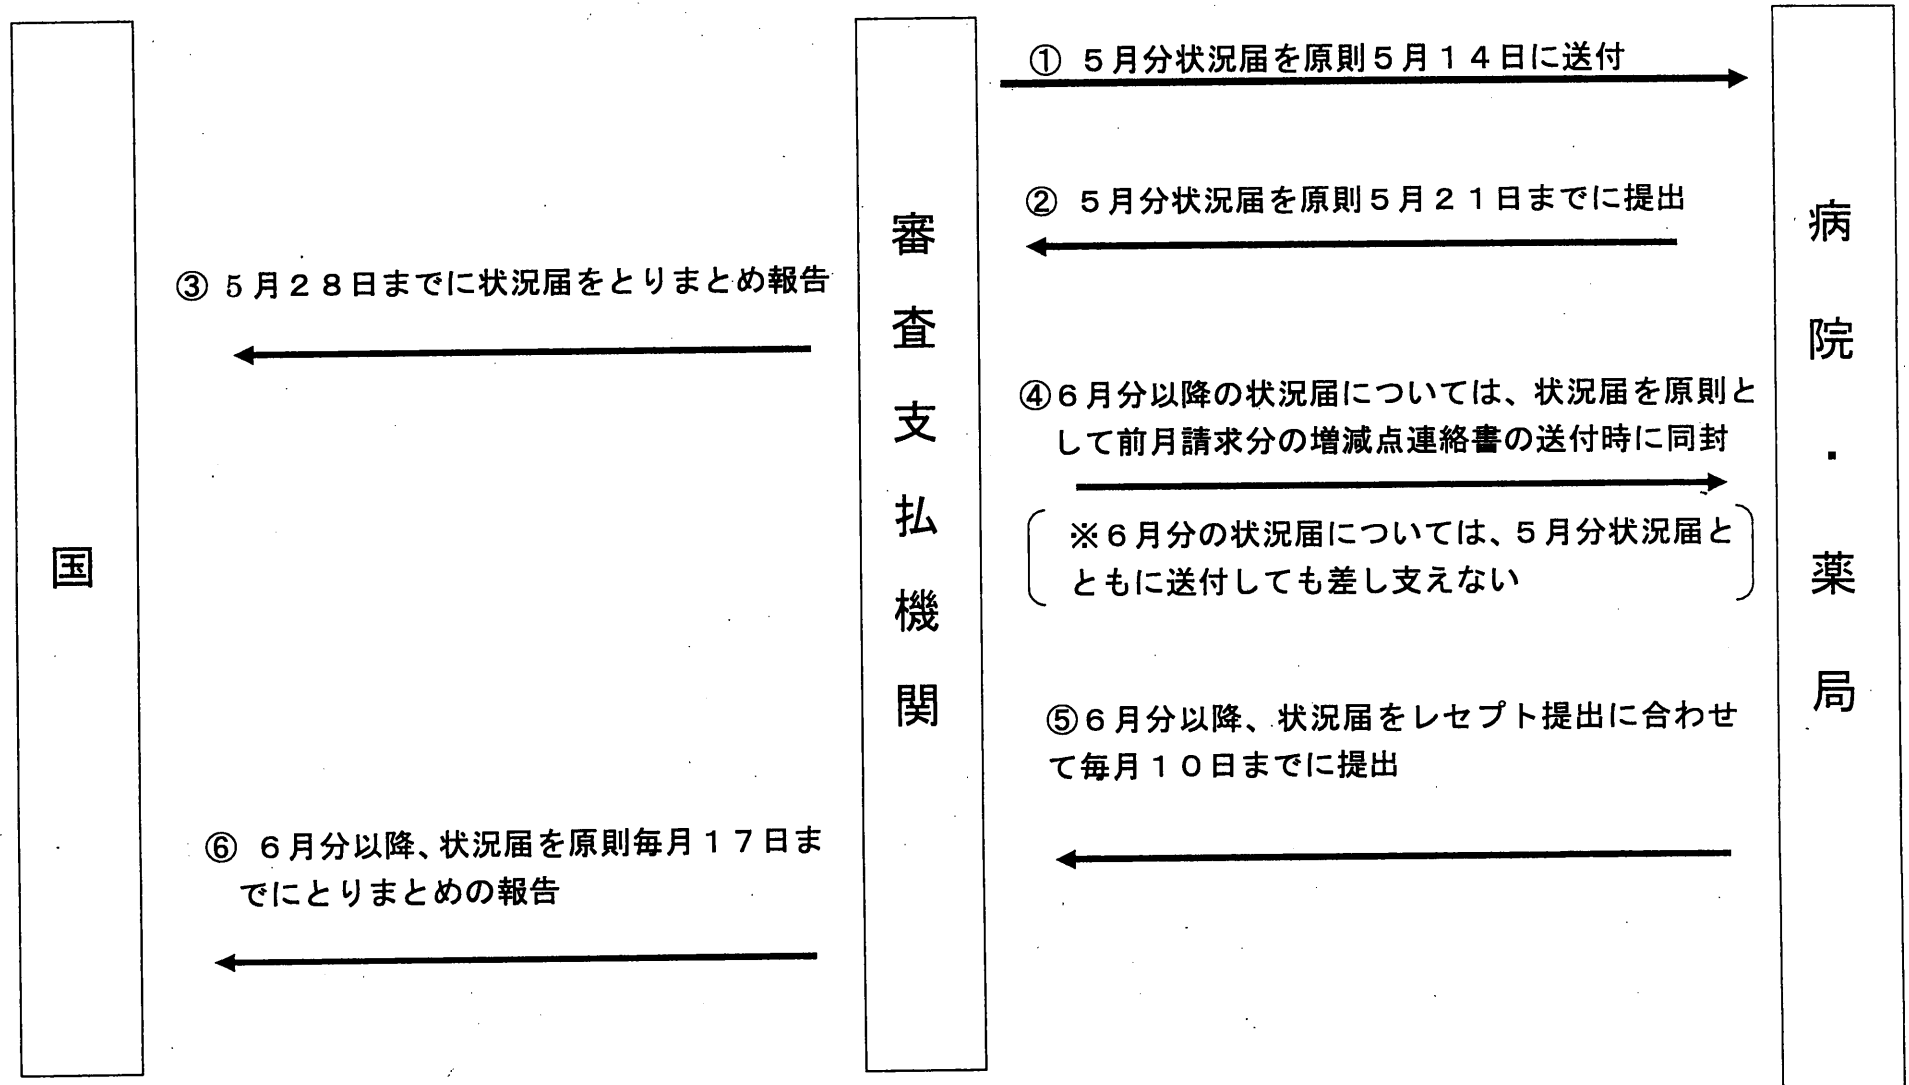 国
審査支払機関
病院・薬局
① 5月分状況届を原則5月14日に送付
② 5月分状況届を原則5月21日までに提出
③ 5月28日までに状況届をとりまとめ報告
④6月分以降の状況届については、状況届を原則と
して前月請求分の増減点連絡書の送付時に同封
※6月分の状況届については、5月分状況届と
ともに送付しても差し支えない
⑤6月分以降、状況届をレセプト提出に合わせ
て毎月10日までに提出
⑥ 6月分以降、状況届を原則毎月17日ま
でにとりまとめの報告